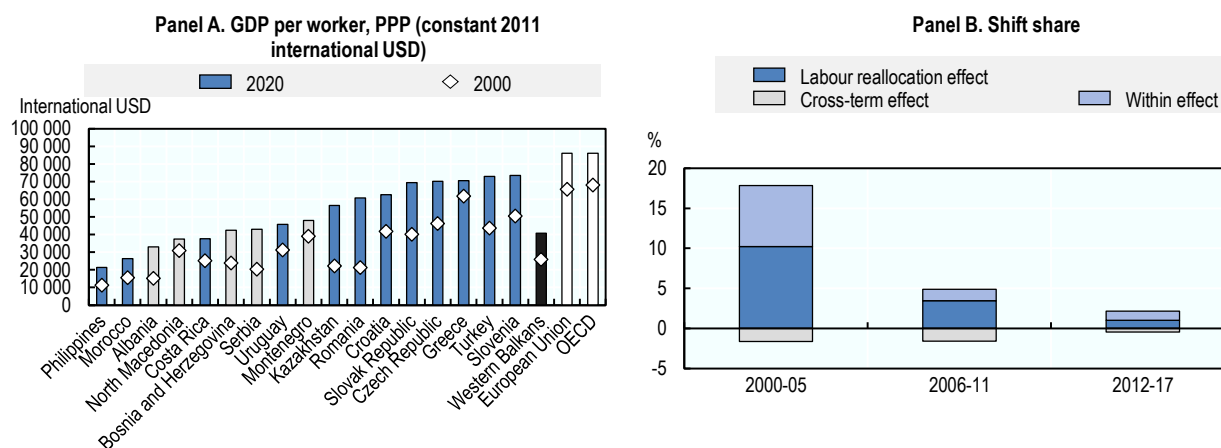 Panel A. GDP per worker, PPP (constant 2011
international USD)
2020
2000
International USD
100 000
90 000
80 000
70 000
60 000
50 000
40 000
30 000
20 000
10 000
0
Philippines
Morocco
Albania
North Macedonia
Costa Rica
Bosnia and Herzegovina
Serbia
Uruguay
Montenegro
Kazakhstan
Romania
Croatia
Slovak Republic
Czech Republic
Greece
Turkey
Slovenia
Western Balkans
European Union
OECD
Panel B. Shift share
Labour reallocation effect
Cross-term effect
Within effect
%
20
15
10
5
0
-5
2000-05
2006-11
2012-17